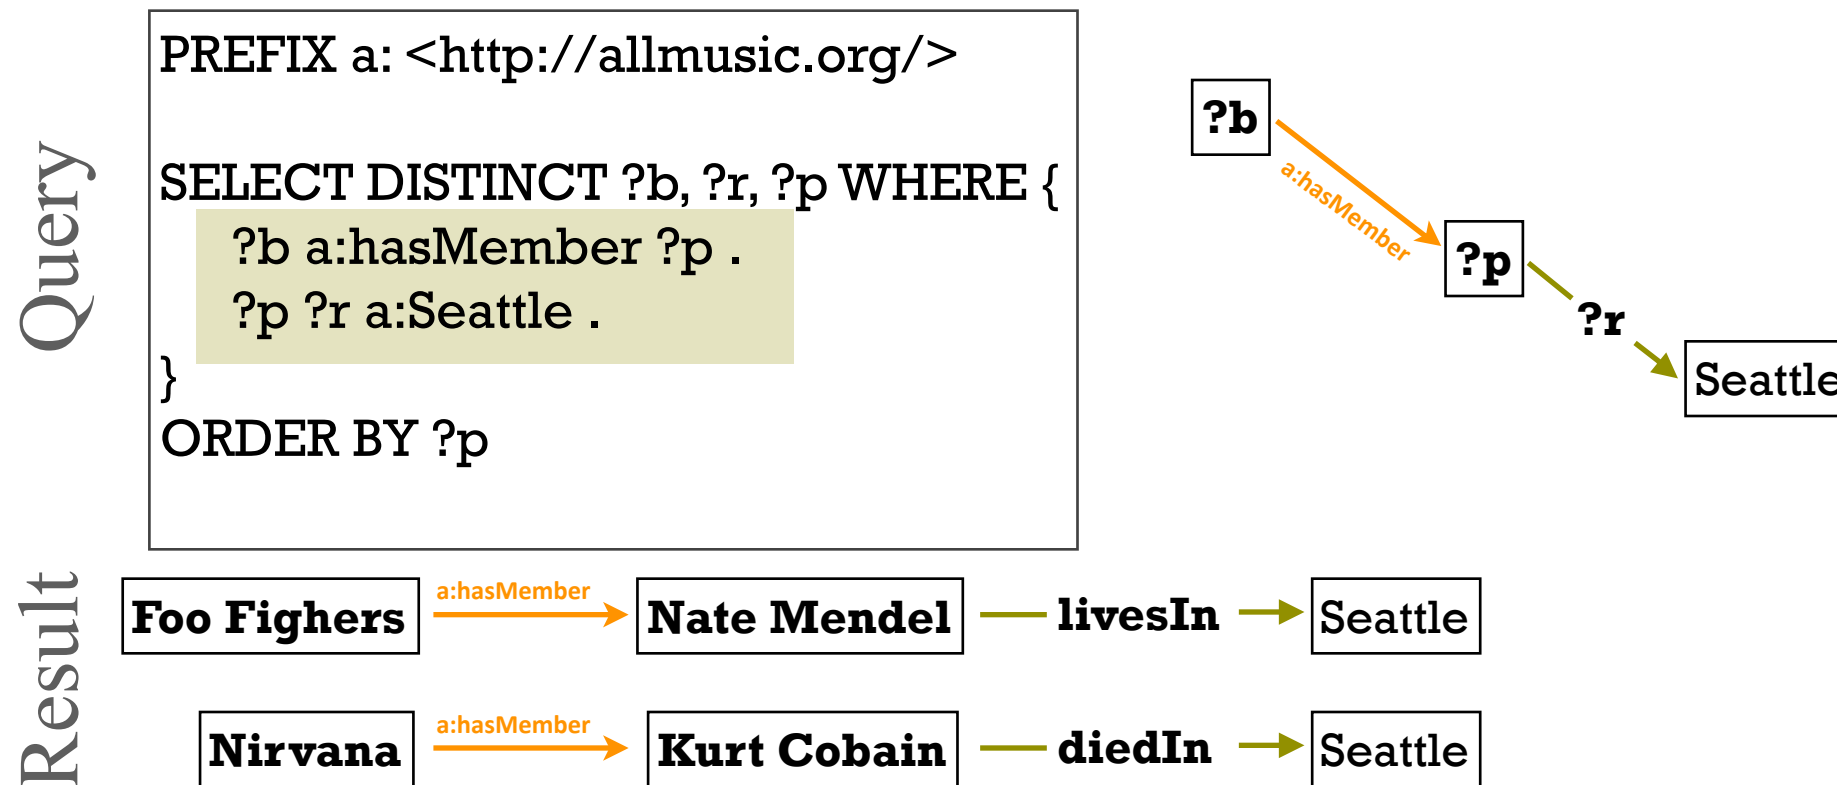 Query
PREFIX a: <http://allmusic.org/>
SELECT DISTINCT ?b, ?r, ?p WHERE {
?b a:hasMember ?p .
?p ?r a:Seattle .
}
ORDER BY ?p
?b
a:hasMember
?p
?r
Seattle
Result
Foo Fighers a:hasMember Nate Mendel livesIn Seattle
Nirvana a:hasMember Kurt Cobain diedIn Seattle